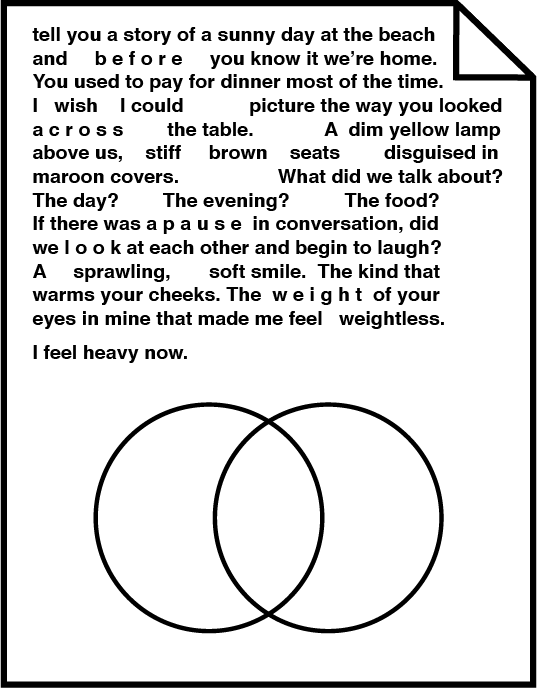 tell you a story of a sunny day at the beach
and b e f o r e you know it we’re home.
You used to pay for dinner most of the time.
I wish I could picture the way you looked
a c r o s s the table. A dim yellow lamp
above us, stiff brown seats disguised in
maroon covers. What did we talk about?
The day? The evening? The food?
If there was a p a u s e in conversation, did
we l o o k at each other and begin to laugh?
A sprawling, soft smile. The kind that
warms your cheeks. The w e i g h t of your
eyes in mine that made me feel weightless.
I feel heavy now.